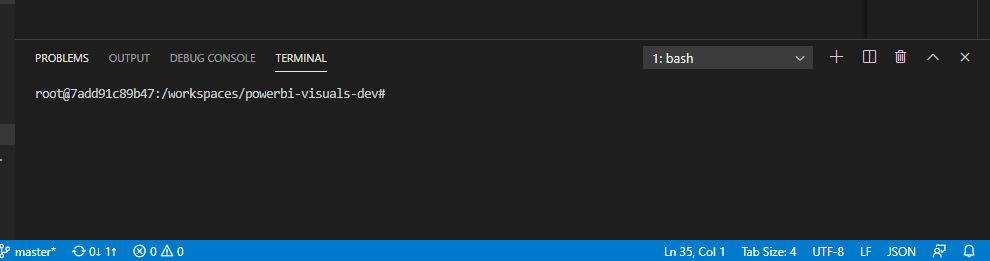 PROBLEMS OUTPUT DEBUG CONSOLE TERMINAL 1: bash
root@7add91c89b47:/workspaces/powerbi-visuals-dev#
master* 0↓ 1↑ 0 0 Ln 35, Col 1 Tab Size: 4 UTF-8 LF JSON